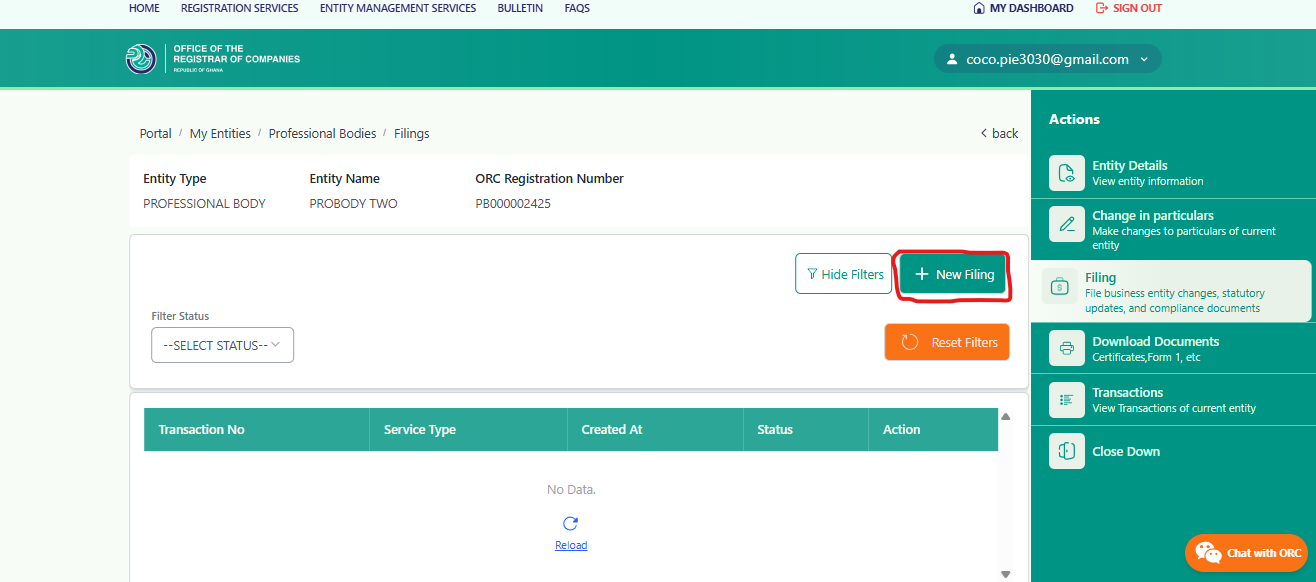 HOME REGISTRATION SERVICES ENTITY MANAGEMENT SERVICES BULLETIN FAQS MY DASHBOARD SIGN OUT
OFFICE OF THE
REGISTRAR OF COMPANIES
REPUBLIC OF GHANA
coco.pie3030@gmail.com
Portal / My Entities / Professional Bodies / Filings
back
Entity Type Entity Name ORC Registration Number
PROFESSIONAL BODY PROBODY TWO PB000002425
Hide Filters
+ New Filing
Filter Status
--SELECT STATUS--
Reset Filters
Transaction No Service Type Created At Status Action
No Data.
Reload
Actions
Entity Details
View entity information
Change in particulars
Make changes to particulars of current
entity
Filing
File business entity changes, statutory
updates, and compliance documents
Download Documents
Certificates,Form 1, etc
Transactions
View Transactions of current entity
Close Down
Chat with ORC